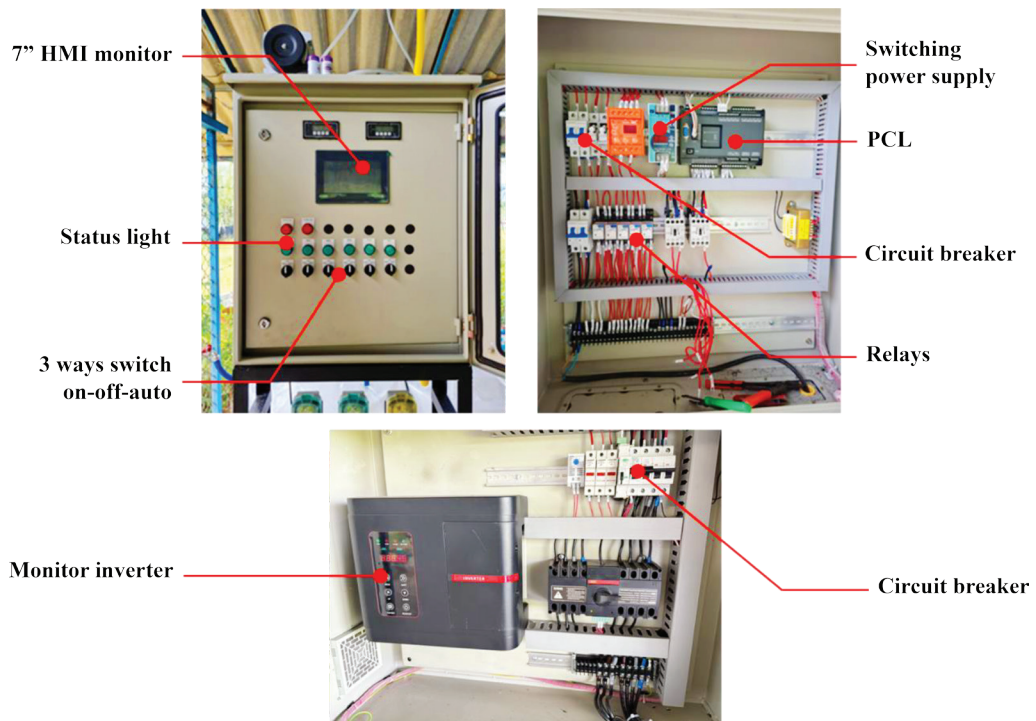 7” HMI monitor
Status light
3 ways switch
on-off-auto
Switching
power supply
PCL
Circuit breaker
Relays
Monitor inverter
INVERTER
Circuit breaker